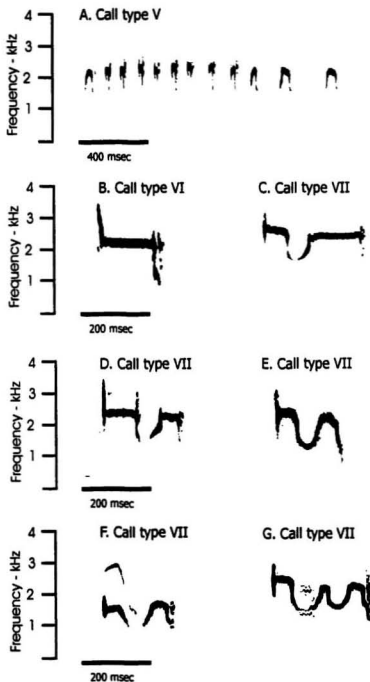 A. Call type V
Frequency - kHz
4
3
2
1
400 msec
B. Call type VI
C. Call type VII
Frequency - kHz
4
3
2
1
200 msec
D. Call type VII
E. Call type VII
Frequency - kHz
4
3
2
1
200 msec
F. Call type VII
G. Call type VII
Frequency - kHz
4
3
2
1
200 msec